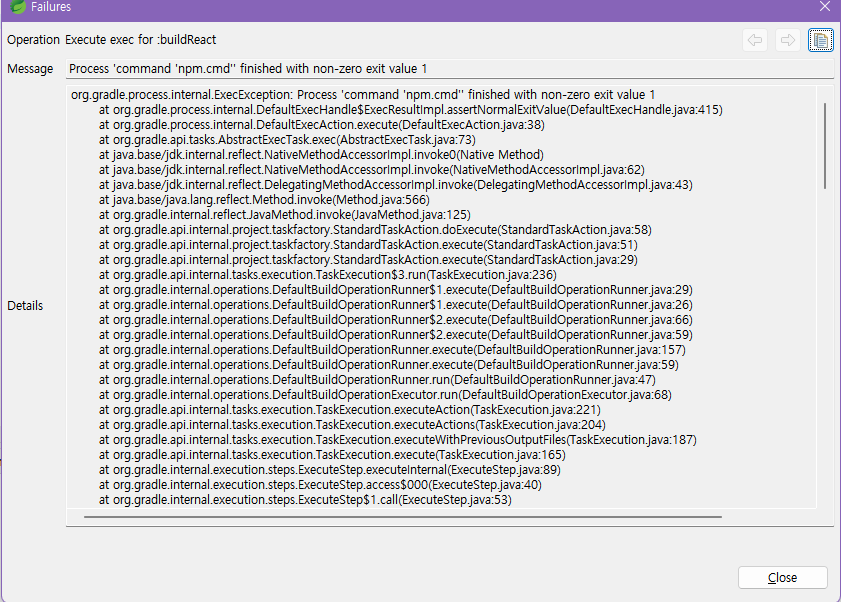 Failures
Operation Execute exec for :buildReact
Message Process 'command 'npm.cmd'' finished with non-zero exit value 1
org.gradle.process.internal.ExecException: Process 'command 'npm.cmd'' finished with non-zero exit value 1
at org.gradle.process.internal.DefaultExecHandle$ExecResultImpl.assertNormalExitValue(DefaultExecHandle.java:415)
at org.gradle.process.internal.DefaultExecAction.execute(DefaultExecAction.java:38)
at org.gradle.api.tasks.AbstractExecTask.exec(AbstractExecTask.java:73)
at java.base/jdk.internal.reflect.NativeMethodAccessorImpl.invoke0(Native Method)
at java.base/jdk.internal.reflect.NativeMethodAccessorImpl.invoke(NativeMethodAccessorImpl.java:62)
at java.base/jdk.internal.reflect.DelegatingMethodAccessorImpl.invoke(DelegatingMethodAccessorImpl.java:43)
at java.base/java.lang.reflect.Method.invoke(Method.java:566)
at org.gradle.internal.reflect.JavaMethod.invoke(JavaMethod.java:125)
at org.gradle.api.internal.project.taskfactory.StandardTaskAction.doExecute(StandardTaskAction.java:58)
at org.gradle.api.internal.project.taskfactory.StandardTaskAction.execute(StandardTaskAction.java:51)
at org.gradle.api.internal.project.taskfactory.StandardTaskAction.execute(StandardTaskAction.java:29)
at org.gradle.api.internal.tasks.execution.TaskExecution$3.run(TaskExecution.java:236)
at org.gradle.internal.operations.DefaultBuildOperationRunner$1.execute(DefaultBuildOperationRunner.java:29)
at org.gradle.internal.operations.DefaultBuildOperationRunner$1.execute(DefaultBuildOperationRunner.java:26)
at org.gradle.internal.operations.DefaultBuildOperationRunner$2.execute(DefaultBuildOperationRunner.java:66)
at org.gradle.internal.operations.DefaultBuildOperationRunner$2.execute(DefaultBuildOperationRunner.java:59)
at org.gradle.internal.operations.DefaultBuildOperationRunner.execute(DefaultBuildOperationRunner.java:157)
Details
at org.gradle.internal.operations.DefaultBuildOperationRunner.execute(DefaultBuildOperationRunner.java:59)
at org.gradle.internal.operations.DefaultBuildOperationRunner.run(DefaultBuildOperationRunner.java:47)
at org.gradle.internal.operations.DefaultBuildOperationExecutor.run(DefaultBuildOperationExecutor.java:68)
at org.gradle.api.internal.tasks.execution.TaskExecution.executeAction(TaskExecution.java:221)
at org.gradle.api.internal.tasks.execution.TaskExecution.executeActions(TaskExecution.java:204)
at org.gradle.api.internal.tasks.execution.TaskExecution.executeWithPreviousOutputFiles(TaskExecution.java:187)
at org.gradle.api.internal.tasks.execution.TaskExecution.execute(TaskExecution.java:165)
at org.gradle.internal.execution.steps.ExecuteStep.executeInternal(ExecuteStep.java:89)
at org.gradle.internal.execution.steps.ExecuteStep.access$000(ExecuteStep.java:40)
at org.gradle.internal.execution.steps.ExecuteStep$1.call(ExecuteStep.java:53)
Close